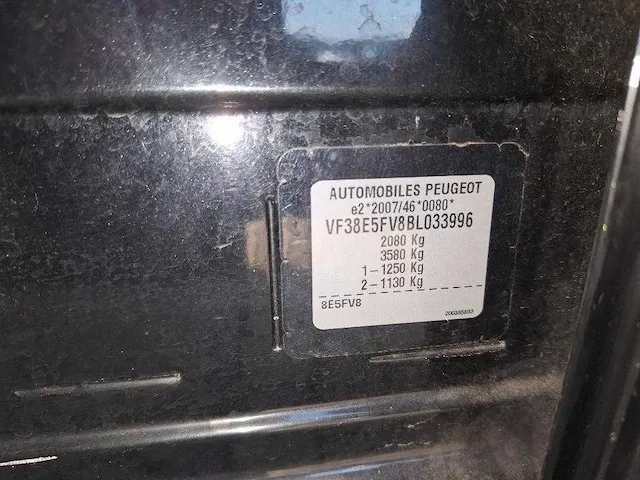 AUTOMOBILES PEUGEOT
e2*2007/46*0080*
VF38E5FV8BL033996
2080 Kg
3580 Kg
1-1250 Kg
2-1130 Kg
8E5FV8